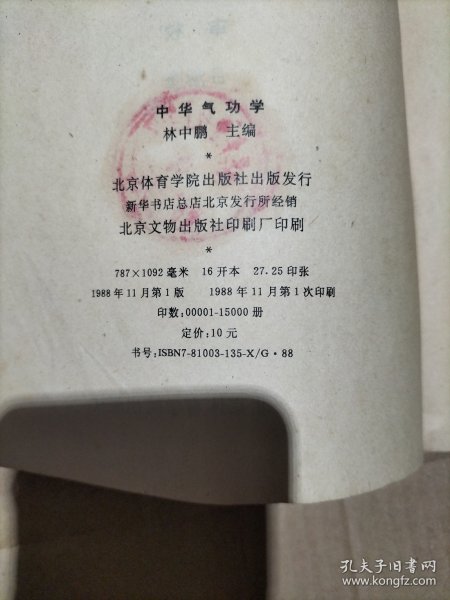 中华气功学
林中鹏 主编
*
北京体育学院出版社出版发行
新华书店总店北京发行所经销
北京文物出版社印刷厂印刷
*
787×1092毫米 16开本 27.25印张
1988年11月第1版 1988年11月第1次印刷
印数:00001-15000册
定价:10元
书号:ISBN7-81003-135-X/G·88
孔夫子旧书网
www.kongfz.com